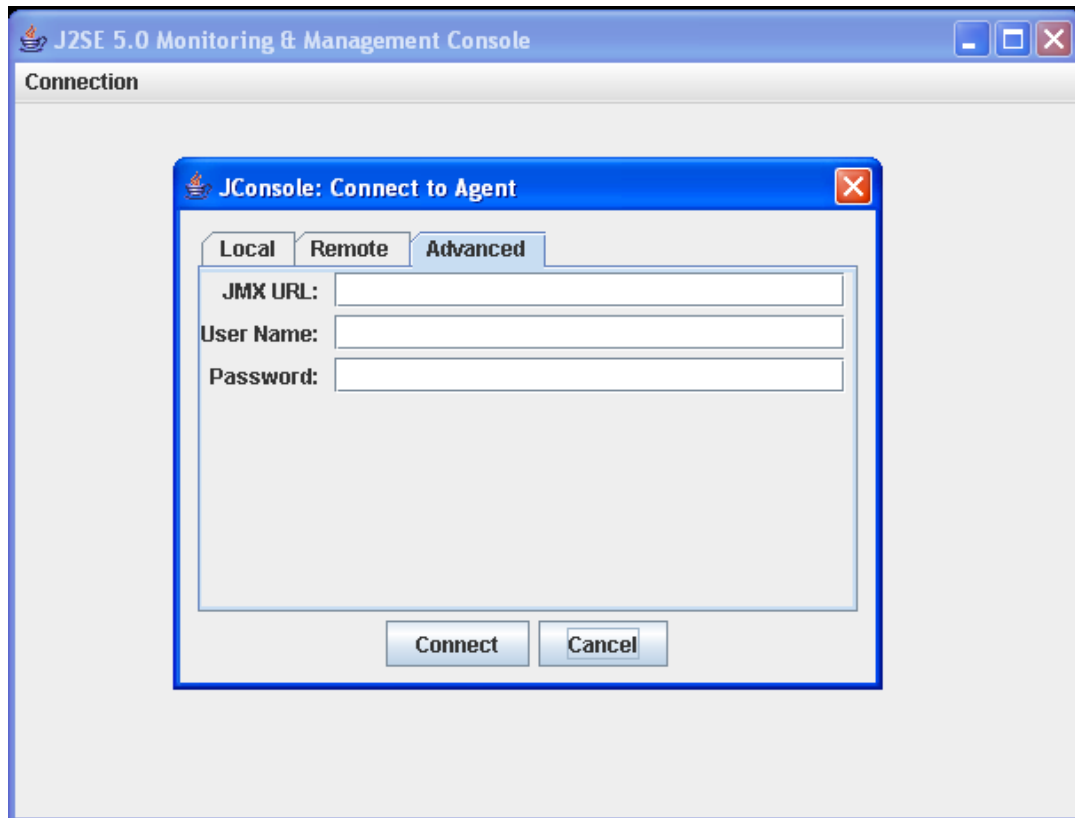 J2SE 5.0 Monitoring & Management Console
Connection
JConsole: Connect to Agent
Local Remote Advanced
JMX URL:
User Name:
Password:
Connect Cancel